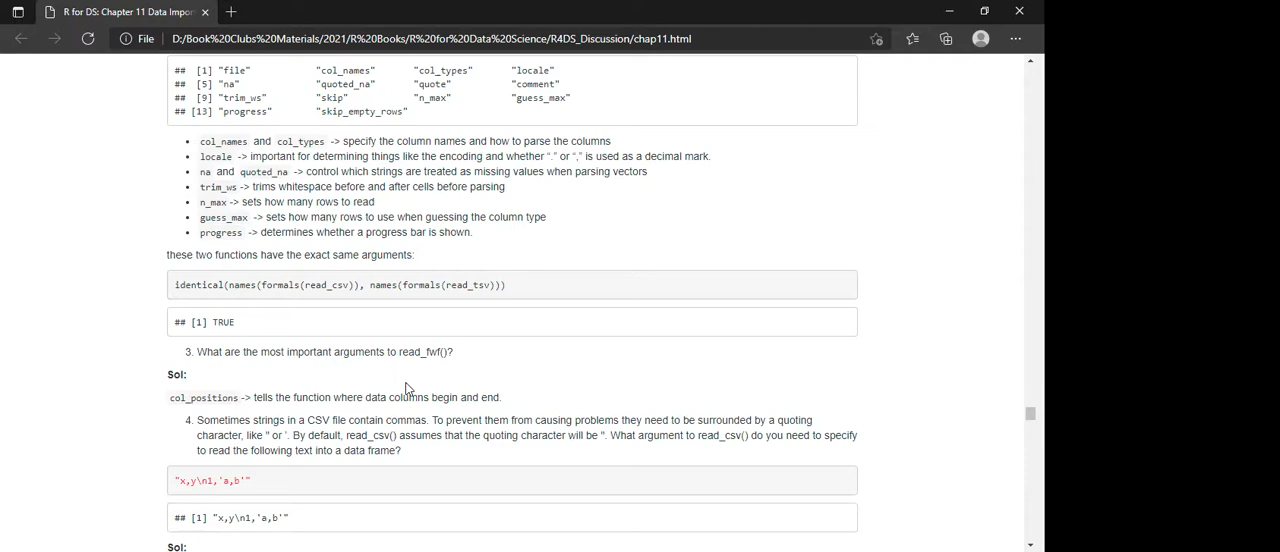 R for DS: Chapter 11 Data Impor
File D:/Book%20Clubs%20Materials/2021/R%20Books/R%20for%20Data%20Science/R4DS_Discussion/chap11.html
## [1] "file" "col_names" "col_types" "locale"
## [5] "na" "quoted_na" "quote" "comment"
## [9] "trim_ws" "skip" "n_max" "guess_max"
## [13] "progress" "skip_empty_rows"
• col_names and col_types -> specify the column names and how to parse the columns
• locale -> important for determining things like the encoding and whether “.” or “,” is used as a decimal mark.
• na and quoted_na -> control which strings are treated as missing values when parsing vectors
• trim_ws -> trims whitespace before and after cells before parsing
• n_max -> sets how many rows to read
• guess_max -> sets how many rows to use when guessing the column type
• progress -> determines whether a progress bar is shown.
these two functions have the exact same arguments:
identical(names(formals(read_csv)), names(formals(read_tsv)))
## [1] TRUE
3. What are the most important arguments to read_fwf()?
Sol:
col_positions -> tells the function where data columns begin and end.
4. Sometimes strings in a CSV file contain commas. To prevent them from causing problems they need to be surrounded by a quoting
character, like " or '. By default, read_csv() assumes that the quoting character will be ". What argument to read_csv() do you need to specify
to read the following text into a data frame?
"x,y\n1,'a,b'"
## [1] "x,y\n1,'a,b'"
Sol: